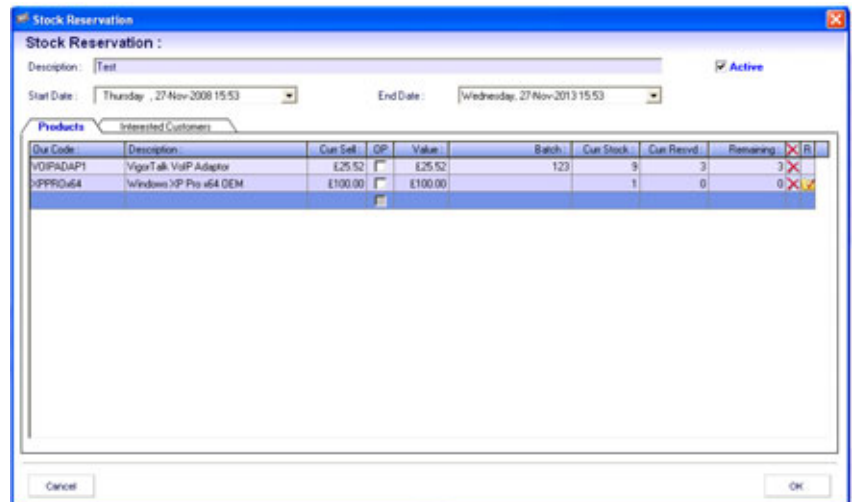 Stock Reservation
Stock Reservation :
Description : Test Active
Start Date : Thursday , 27-Nov-2008 15:53 End Date : Wednesday, 27-Nov-2013 15:53
Products Interested Customers
Our Code : Description : Curr Sell : OP Value : Batch : Curr Stock : Curr Resvd : Remaining : R
VOIPADAP1 VigorTalk VoIP Adaptor £25.52 £25.52 123 9 3 3
XPPROx64 Windows XP Pro x64 OEM £100.00 £100.00 1 0 0
Cancel OK